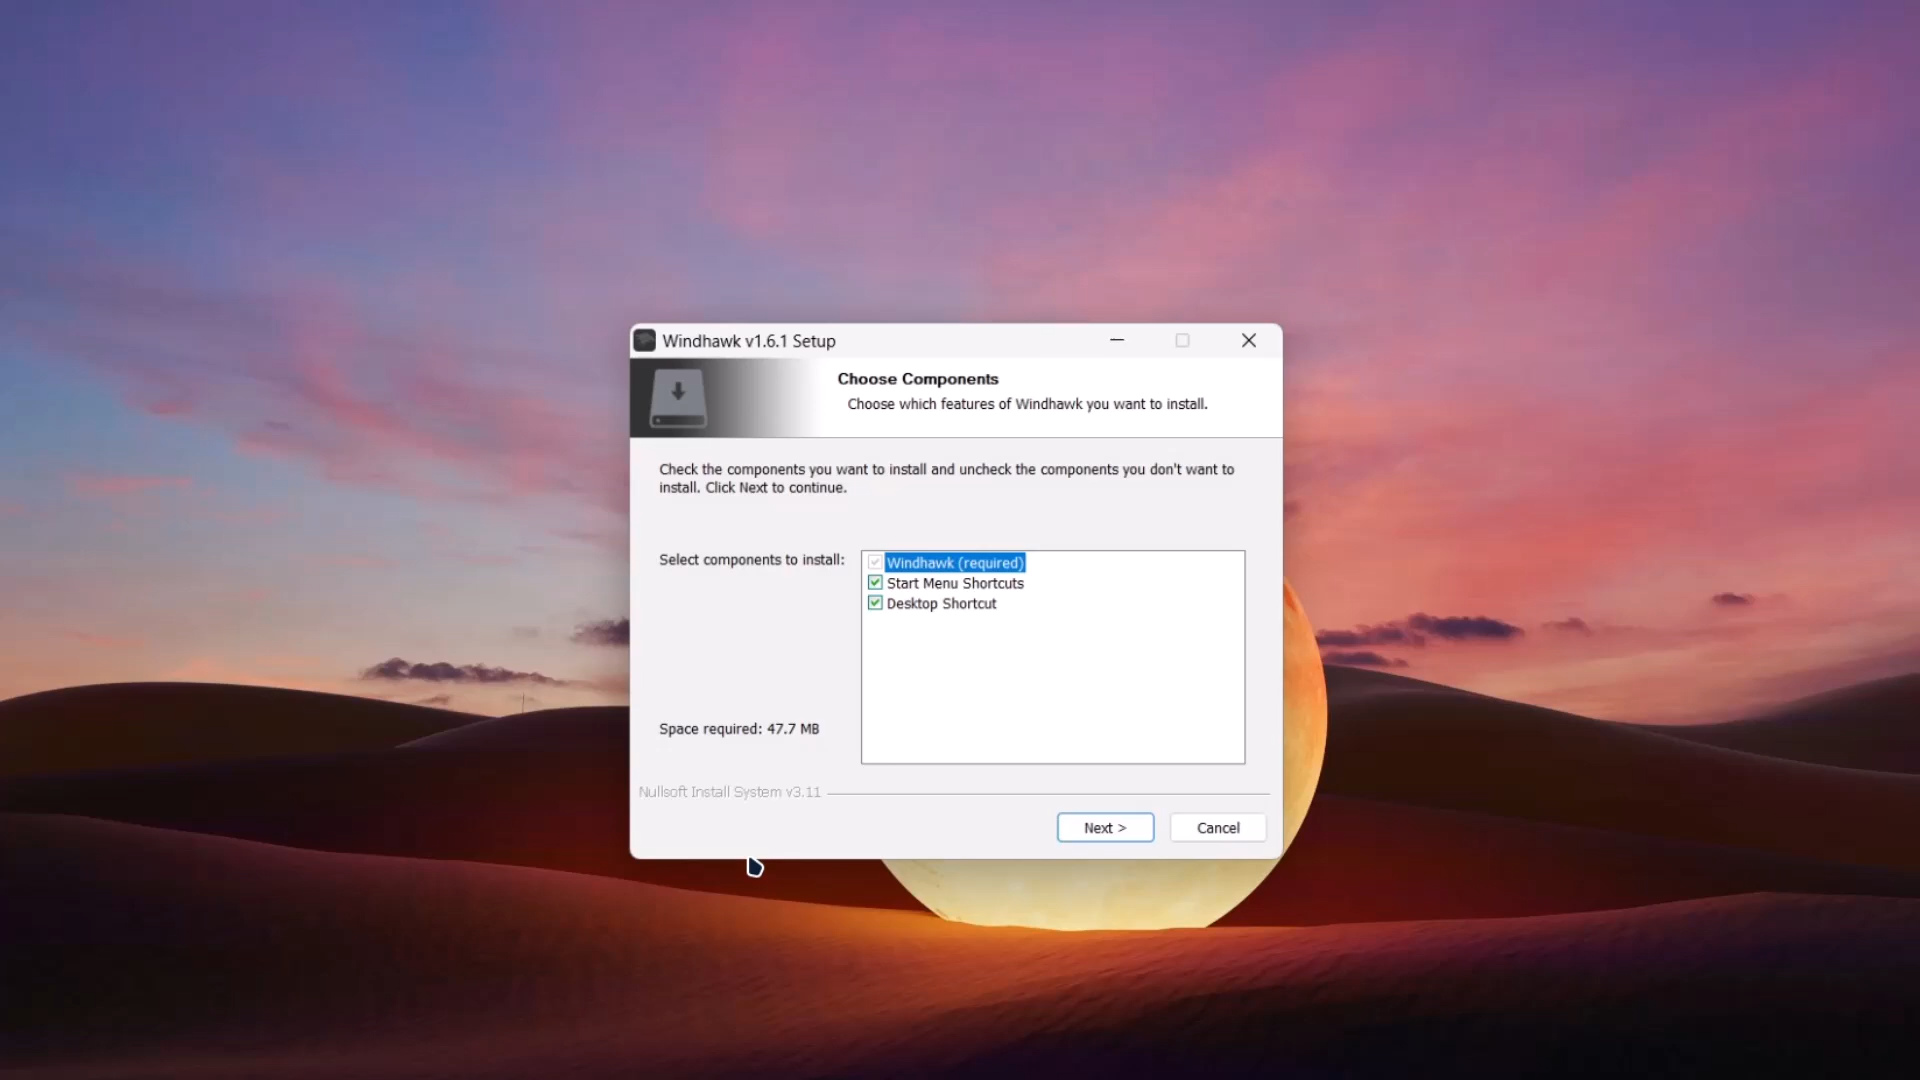 Windhawk v1.6.1 Setup
Choose Components
Choose which features of Windhawk you want to install.
Check the components you want to install and uncheck the components you don't want to
install. Click Next to continue.
Select components to install:
Windhawk (required)
Start Menu Shortcuts
Desktop Shortcut
Space required: 47.7 MB
Nullsoft Install System v3.11
Next >
Cancel